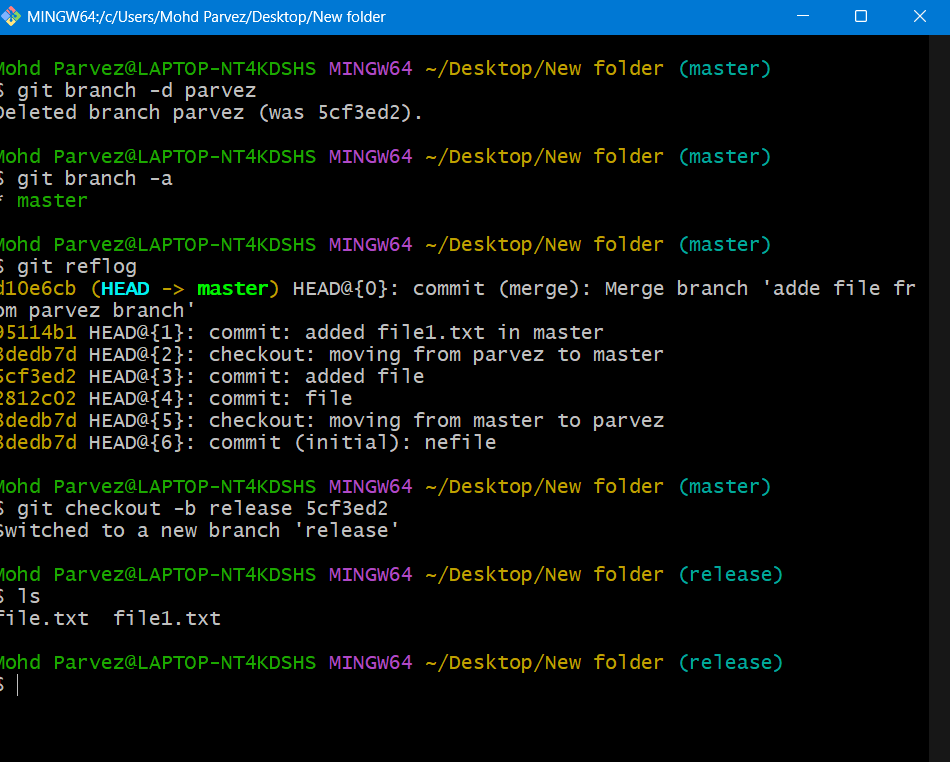 MINGW64:/c/Users/Mohd Parvez/Desktop/New folder
Mohd Parvez@LAPTOP-NT4KDSHS MINGW64 ~/Desktop/New folder (master)
$ git branch -d parvez
Deleted branch parvez (was 5cf3ed2).
Mohd Parvez@LAPTOP-NT4KDSHS MINGW64 ~/Desktop/New folder (master)
$ git branch -a
* master
Mohd Parvez@LAPTOP-NT4KDSHS MINGW64 ~/Desktop/New folder (master)
$ git reflog
d10e6cb (HEAD -> master) HEAD@{0}: commit (merge): Merge branch 'adde file fr
om parvez branch'
95114b1 HEAD@{1}: commit: added file1.txt in master
8dedb7d HEAD@{2}: checkout: moving from parvez to master
5cf3ed2 HEAD@{3}: commit: added file
2812c02 HEAD@{4}: commit: file
8dedb7d HEAD@{5}: checkout: moving from master to parvez
8dedb7d HEAD@{6}: commit (initial): nefile
Mohd Parvez@LAPTOP-NT4KDSHS MINGW64 ~/Desktop/New folder (master)
$ git checkout -b release 5cf3ed2
Switched to a new branch 'release'
Mohd Parvez@LAPTOP-NT4KDSHS MINGW64 ~/Desktop/New folder (release)
$ ls
file.txt  file1.txt
Mohd Parvez@LAPTOP-NT4KDSHS MINGW64 ~/Desktop/New folder (release)
$